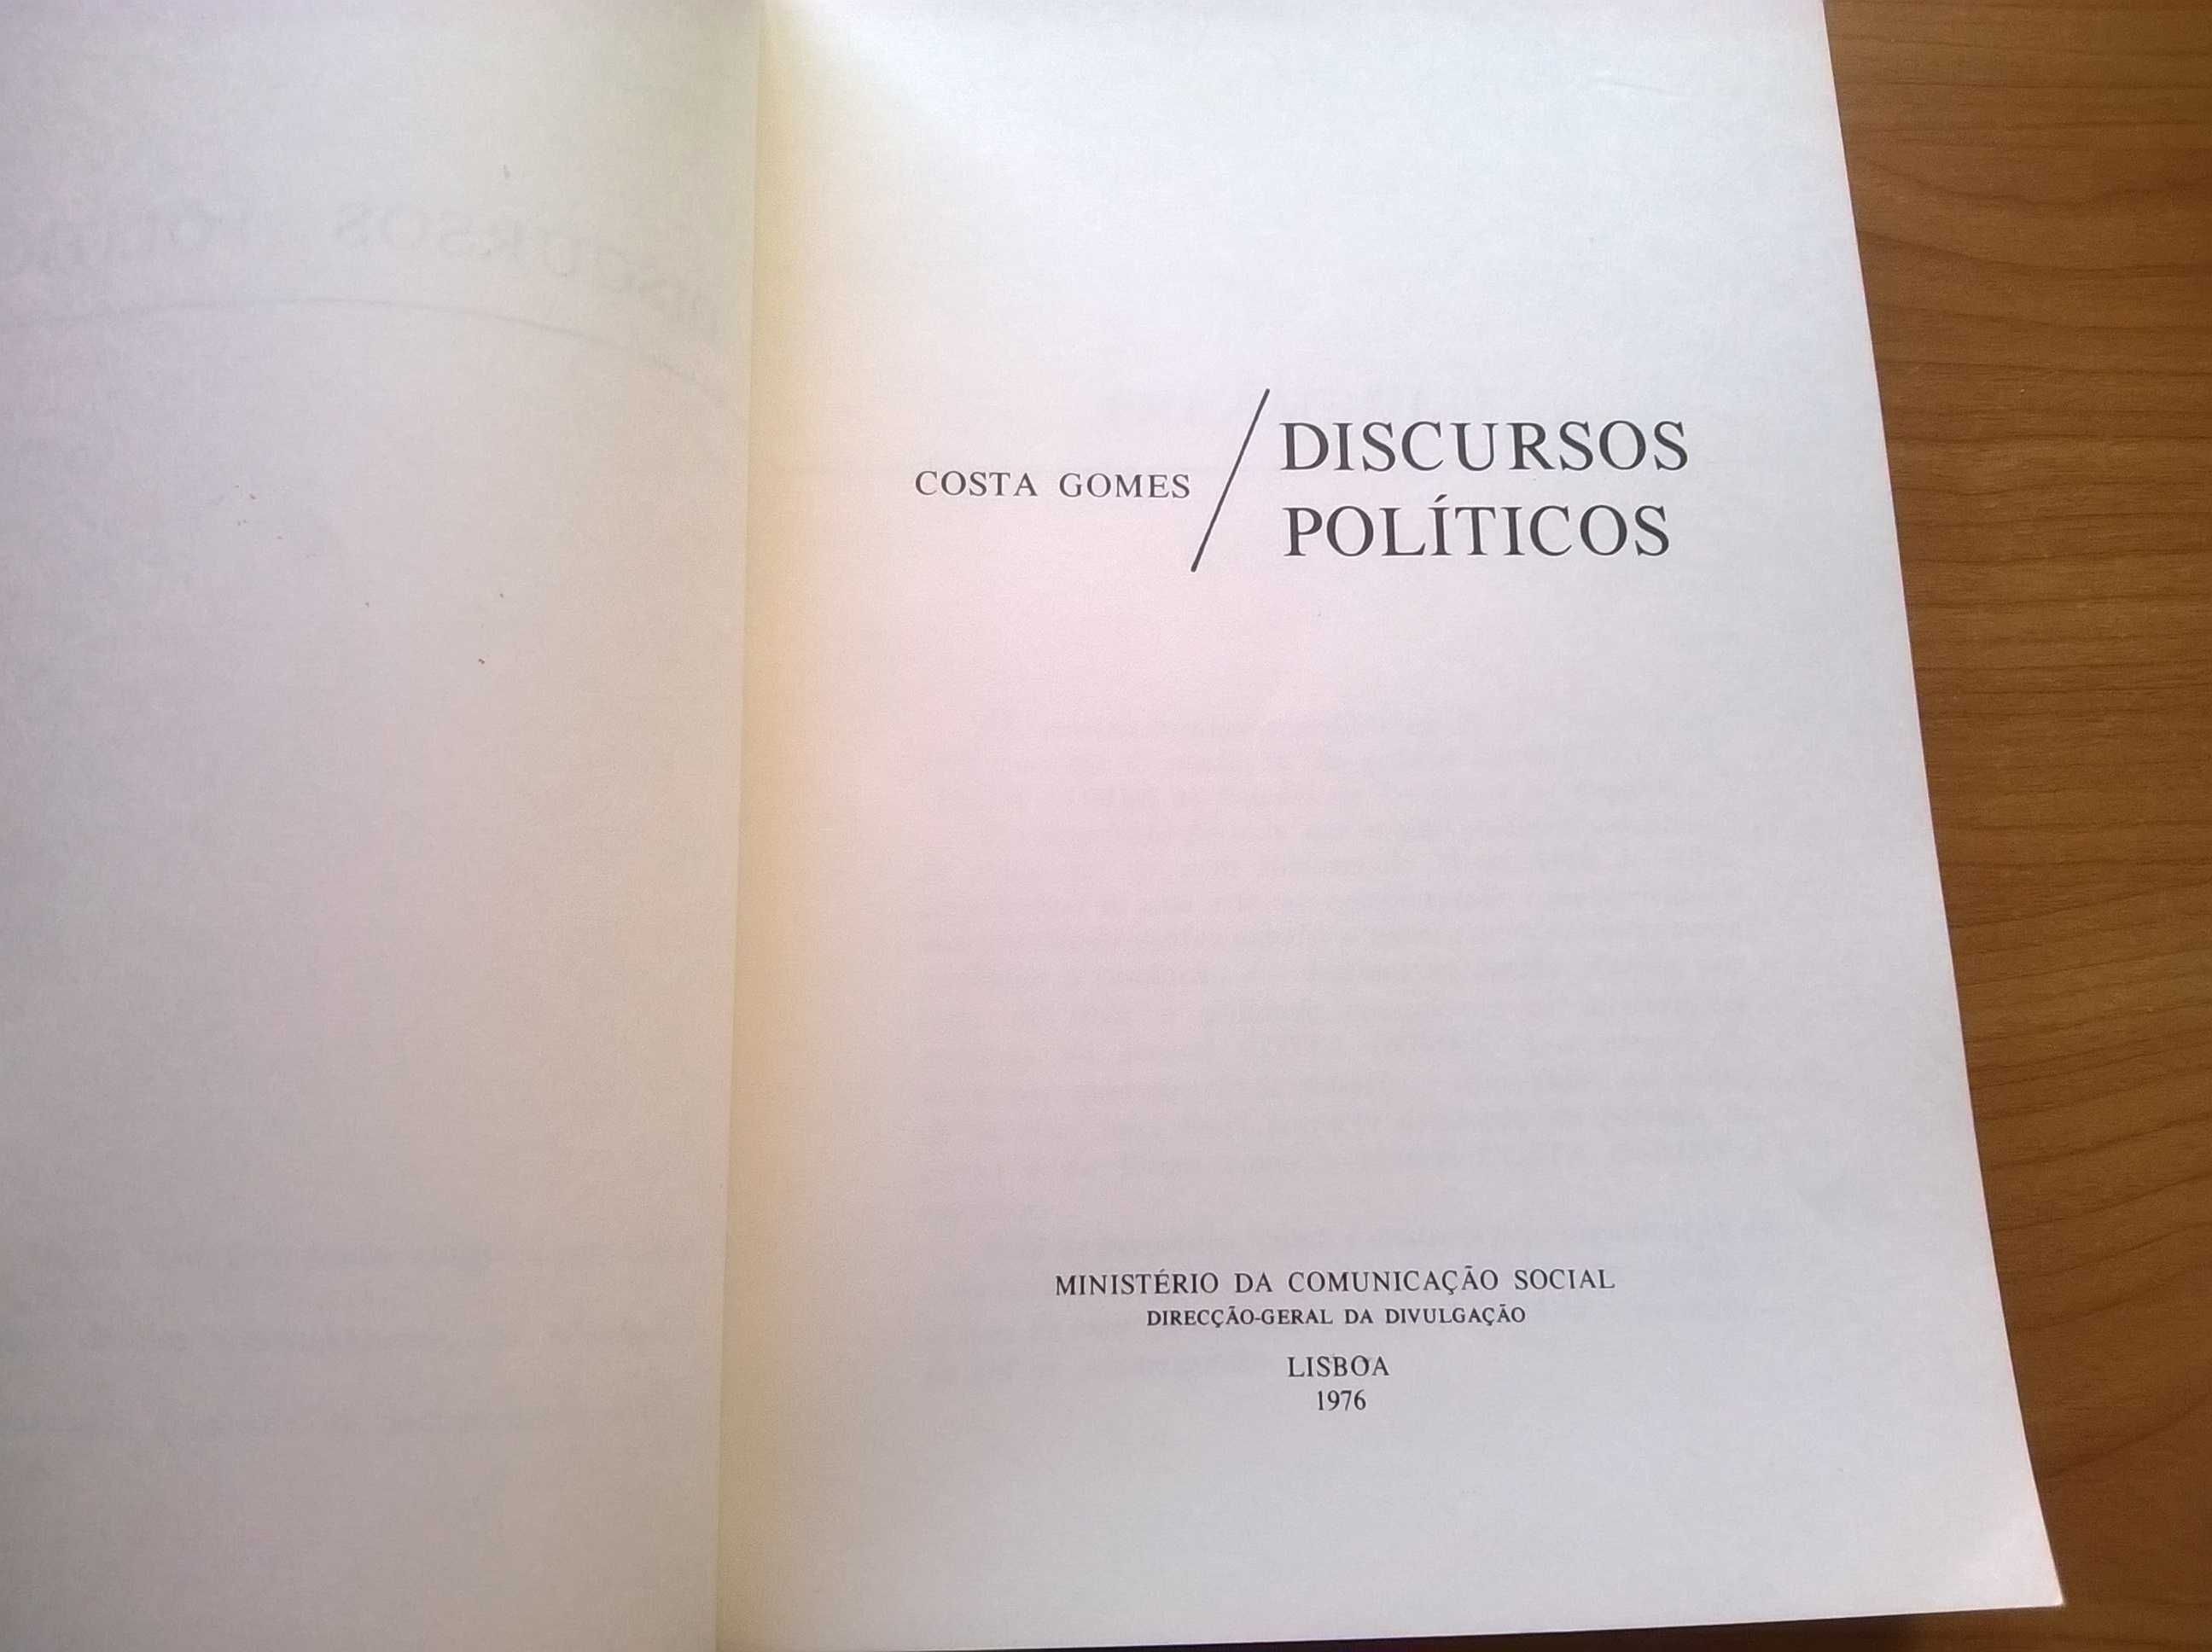 COSTA GOMES
DISCURSOS
POLÍTICOS
MINISTÉRIO DA COMUNICAÇÃO SOCIAL
DIRECÇÃO-GERAL DA DIVULGAÇÃO
LISBOA
1976